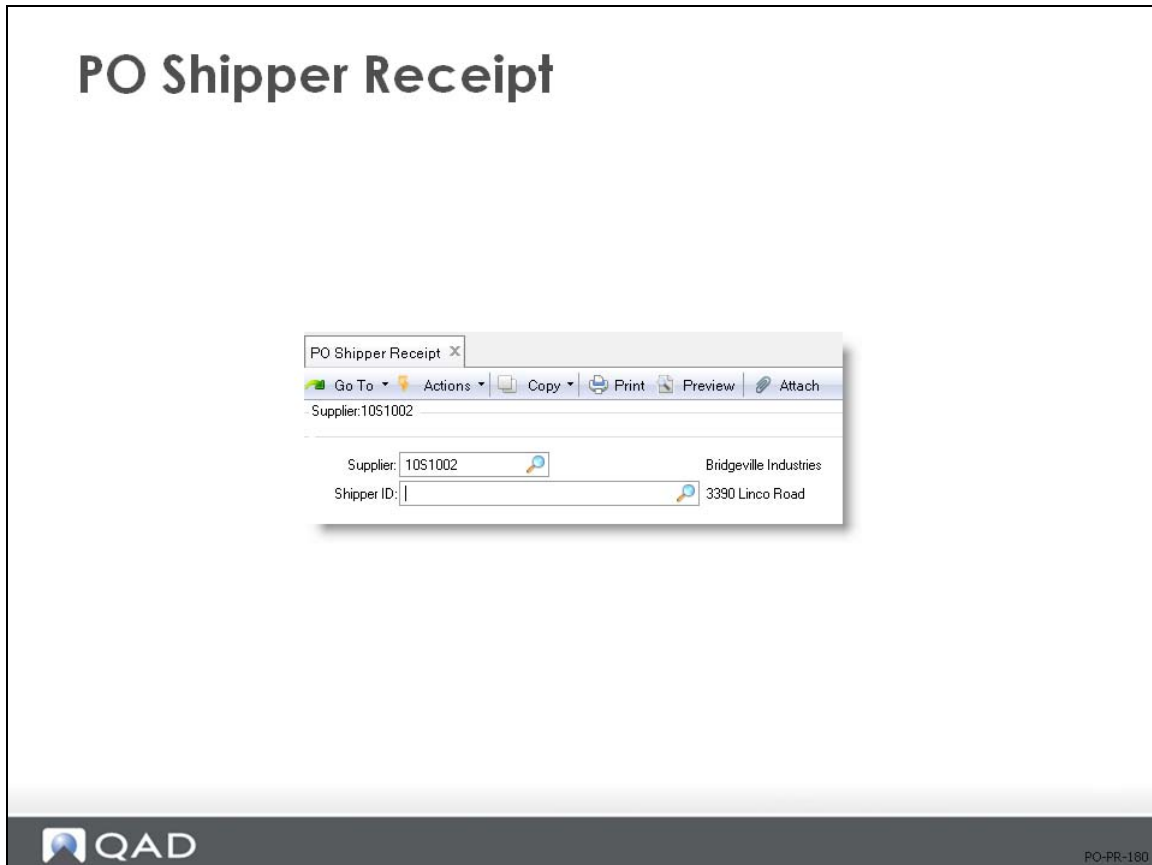 PO Shipper Receipt
PO Shipper Receipt X
Go To Actions Copy Print Preview Attach
Supplier:10S1002
Supplier: 10S1002 Bridgeville Industries
Shipper ID: 3390 Linco Road
QAD
PO-PR-180